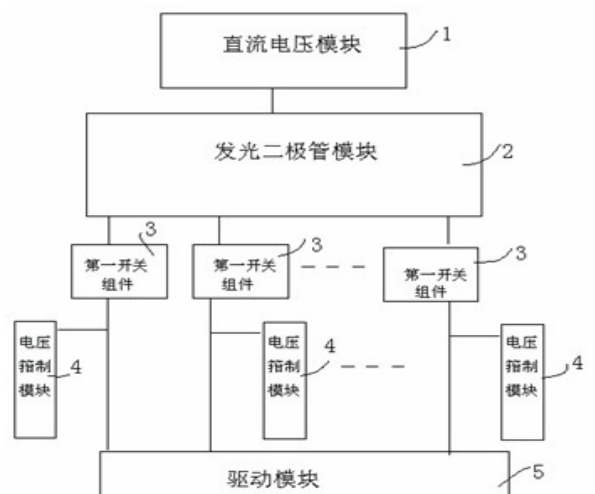 直流电压模块
1
发光二极管模块
2
3
3
3
第一开关
组件
第一开关
组件
第一开关
组件
电压
箝制
模块
4
电压
箝制
模块
4
电压
箝制
模块
4
驱动模块
5